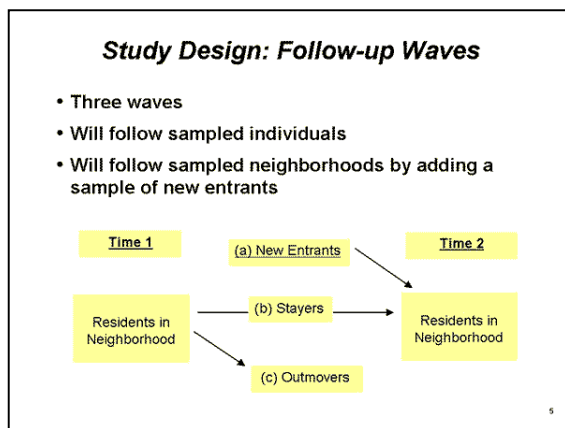 Study Design: Follow-up Waves
• Three waves
• Will follow sampled individuals
• Will follow sampled neighborhoods by adding a
sample of new entrants
Time 1
(a) New Entrants
Time 2
Residents in
Neighborhood
(b) Stayers
Residents in
Neighborhood
(c) Outmovers
5